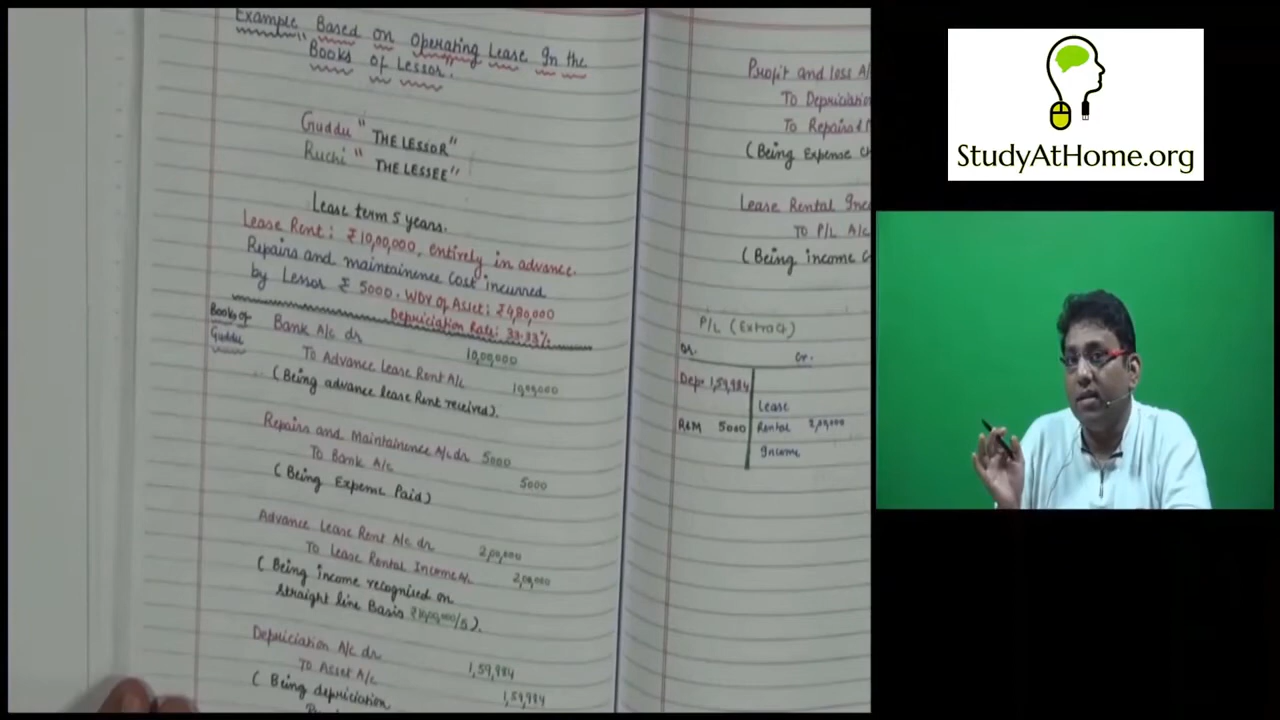 Example Based on Operating Lease In the
Books of Lessor.
Guddu "THE LESSOR"
Ruchi "THE LESSEE"
Lease term 5 years.
Lease Rent: ₹10,00,000, entirely in advance.
Repairs and maintainence Cost incurred
by Lessor ₹ 5000. WDV of Asset: ₹4,80,000
Depriciation Rate: 33.33%.
Books of
Guddu
Bank A/c dr 10,00,000
To Advance Lease Rent A/c 10,00,000
(Being advance lease Rent received).
Repairs and Maintainence A/c dr 5000
To Bank A/c 5000
(Being Expense Paid)
Advance Lease Rent A/c dr 2,00,000
To Lease Rental Income A/c 2,00,000
(Being income recognised on
Straight line Basis ₹10,00,000/5).
Depriciation A/c dr 1,59,984
To Asset A/c 1,59,984
(Being depriciation
Profit and loss A/
To Depriciation
To Repairs &
(Being Expense
Lease Rental Inc
To P/L A/c
(Being income
P/L (Extract)
Dr. Cr.
Depn 1,59,984
Lease
R&M 5000 Rental 2,00,000
Income
StudyAtHome.org